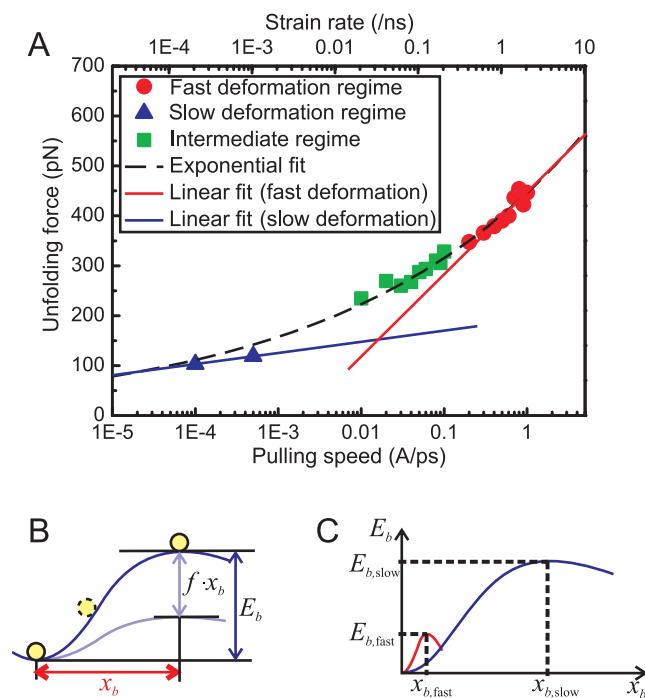 Strain rate (/ns)
A
1E-4 1E-3 0.01 0.1 1 10
700
600
500
400
300
200
100
0
Unfolding force (pN)
Fast deformation regime
Slow deformation regime
Intermediate regime
Exponential fit
Linear fit (fast deformation)
Linear fit (slow deformation)
1E-5 1E-4 1E-3 0.01 0.1 1
Pulling speed (A/ps)
B
f·x_b
E_b
x_b
C
E_b
E_b,slow
E_b,fast
x_b,fast x_b,slow x_b